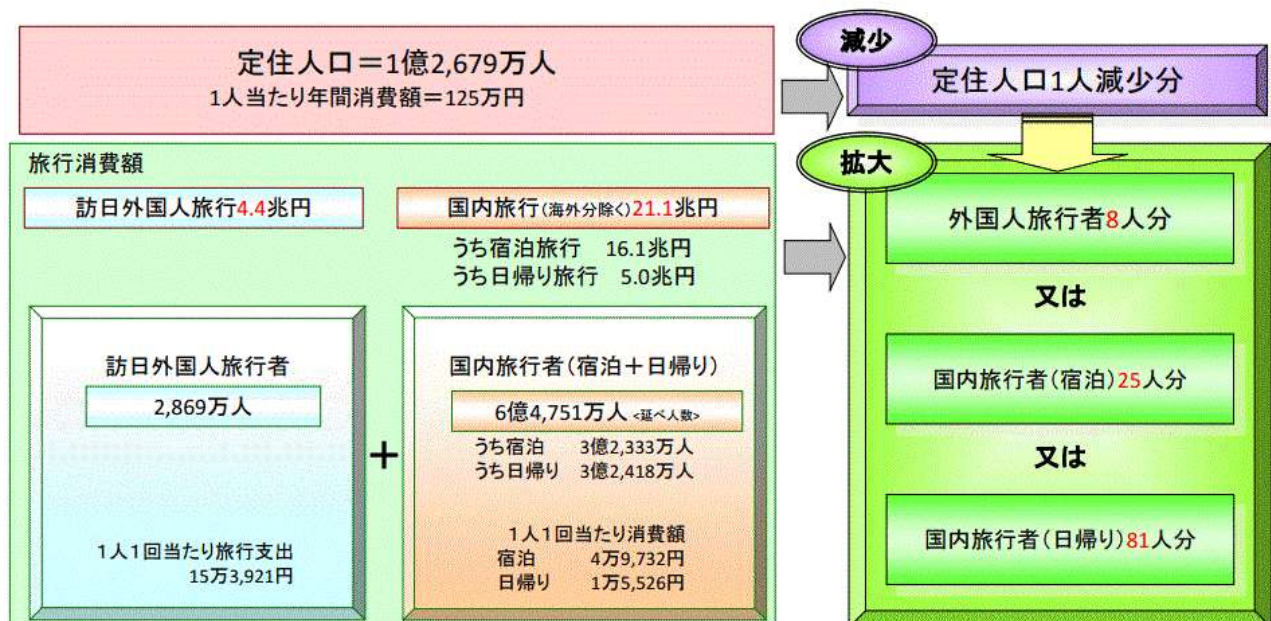 定住人口＝1億2,679万人
1人当たり年間消費額＝125万円
減少
定住人口1人減少分
旅行消費額
訪日外国人旅行4.4兆円
国内旅行(海外分除く)21.1兆円
うち宿泊旅行 16.1兆円
うち日帰り旅行 5.0兆円
訪日外国人旅行者
2,869万人
1人1回当たり旅行支出
15万3,921円
+
国内旅行者(宿泊＋日帰り)
6億4,751万人 <延べ人数>
うち宿泊 3億2,333万人
うち日帰り 3億2,418万人
1人1回当たり消費額
宿泊 4万9,732円
日帰り 1万5,526円
拡大
外国人旅行者8人分
又は
国内旅行者(宿泊)25人分
又は
国内旅行者(日帰り)81人分